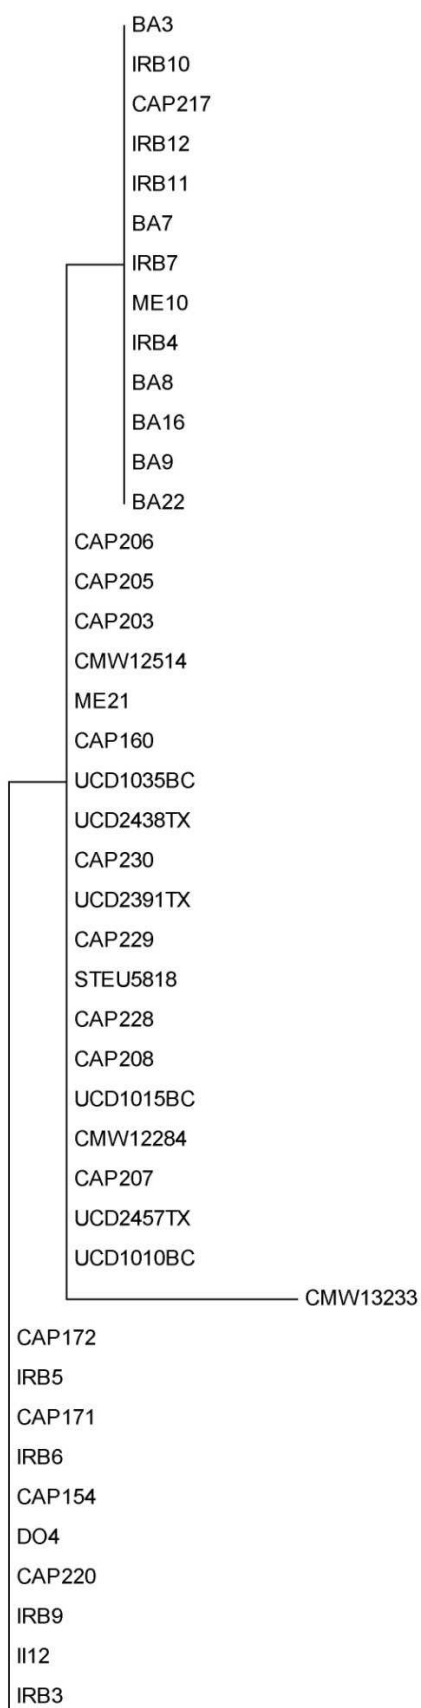 BA3
IRB10
CAP217
IRB12
IRB11
BA7
IRB7
ME10
IRB4
BA8
BA16
BA9
BA22
CAP206
CAP205
CAP203
CMW12514
ME21
CAP160
UCD1035BC
UCD2438TX
CAP230
UCD2391TX
CAP229
STEU5818
CAP228
CAP208
UCD1015BC
CMW12284
CAP207
UCD2457TX
UCD1010BC
CMW13233
CAP172
IRB5
CAP171
IRB6
CAP154
DO4
CAP220
IRB9
II12
IRB3